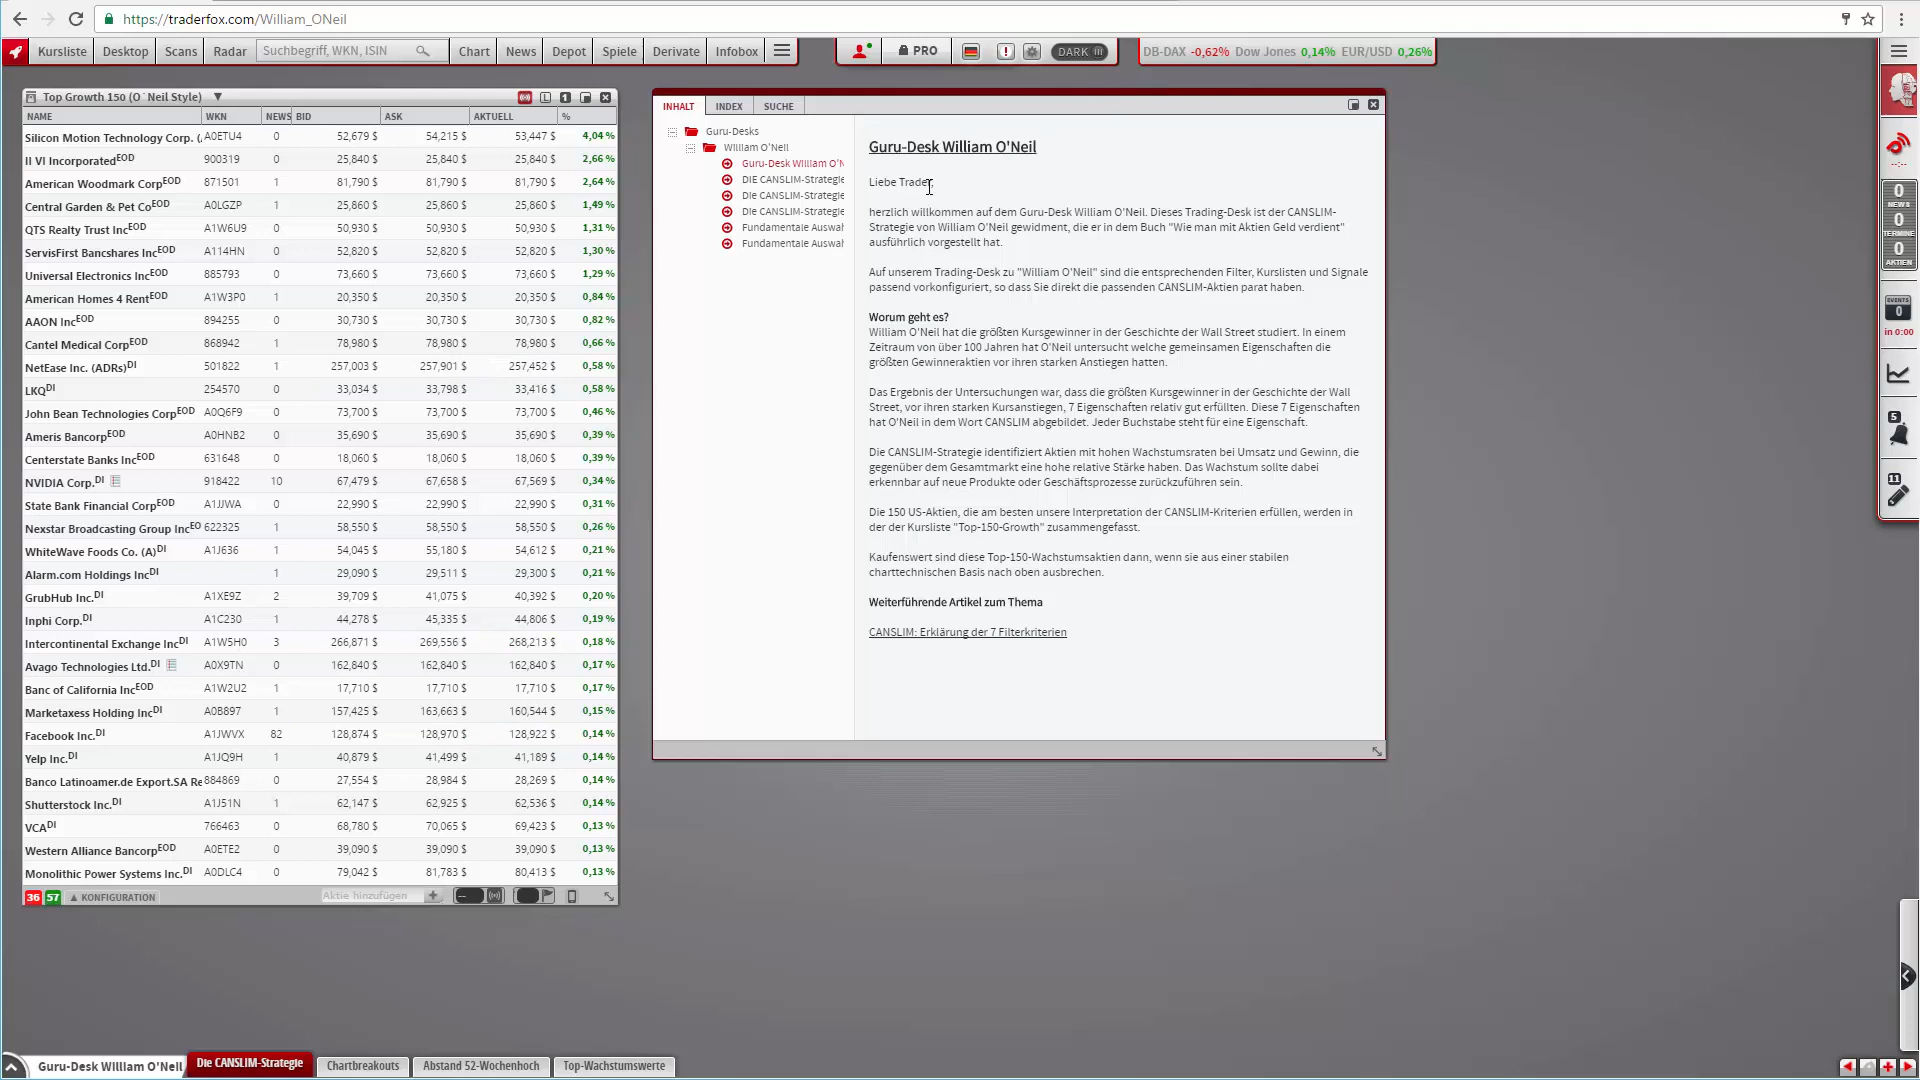 https://traderfox.com/William_ONeil
Kursliste Desktop Scans Radar Suchbegriff, WKN, ISIN Chart News Depot Spiele Derivate Infobox PRO DARK DB-DAX -0,62% Dow Jones 0,14% EUR/USD 0,26%
Top Growth 150 (O´Neil Style) L 1
NAME WKN NEWS BID ASK AKTUELL %
Silicon Motion Technology Corp. ( A0ETU4 0 52,679 $ 54,215 $ 53,447 $ 4,04 %
II VI Incorporated EOD 900319 0 25,840 $ 25,840 $ 25,840 $ 2,66 %
American Woodmark Corp EOD 871501 1 81,790 $ 81,790 $ 81,790 $ 2,64 %
Central Garden & Pet Co EOD A0LGZP 1 25,860 $ 25,860 $ 25,860 $ 1,49 %
QTS Realty Trust Inc EOD A1W6U9 0 50,930 $ 50,930 $ 50,930 $ 1,31 %
ServisFirst Bancshares Inc EOD A114HN 0 52,820 $ 52,820 $ 52,820 $ 1,30 %
Universal Electronics Inc EOD 885793 0 73,660 $ 73,660 $ 73,660 $ 1,29 %
American Homes 4 Rent EOD A1W3P0 1 20,350 $ 20,350 $ 20,350 $ 0,84 %
AAON Inc EOD 894255 0 30,730 $ 30,730 $ 30,730 $ 0,82 %
Cantel Medical Corp EOD 868942 1 78,980 $ 78,980 $ 78,980 $ 0,66 %
NetEase Inc. (ADRs) DI 501822 1 257,003 $ 257,901 $ 257,452 $ 0,58 %
LKQ DI 254570 0 33,034 $ 33,798 $ 33,416 $ 0,58 %
John Bean Technologies Corp EOD A0Q6F9 0 73,700 $ 73,700 $ 73,700 $ 0,46 %
Ameris Bancorp EOD A0HNB2 0 35,690 $ 35,690 $ 35,690 $ 0,39 %
Centerstate Banks Inc EOD 631648 0 18,060 $ 18,060 $ 18,060 $ 0,39 %
NVIDIA Corp. DI 918422 10 67,479 $ 67,658 $ 67,569 $ 0,34 %
State Bank Financial Corp EOD A1JJWA 0 22,990 $ 22,990 $ 22,990 $ 0,31 %
Nexstar Broadcasting Group Inc EO 622325 1 58,550 $ 58,550 $ 58,550 $ 0,26 %
WhiteWave Foods Co. (A) DI A1J636 1 54,045 $ 55,180 $ 54,612 $ 0,21 %
Alarm.com Holdings Inc DI 1 29,090 $ 29,511 $ 29,300 $ 0,21 %
GrubHub Inc. DI A1XE9Z 2 39,709 $ 41,075 $ 40,392 $ 0,20 %
Inphi Corp. DI A1C230 1 44,278 $ 45,335 $ 44,806 $ 0,19 %
Intercontinental Exchange Inc DI A1W5H0 3 266,871 $ 269,556 $ 268,213 $ 0,18 %
Avago Technologies Ltd. DI A0X9TN 0 162,840 $ 162,840 $ 162,840 $ 0,17 %
Banc of California Inc EOD A1W2U2 1 17,710 $ 17,710 $ 17,710 $ 0,17 %
Marketaxess Holding Inc DI A0B897 1 157,425 $ 163,663 $ 160,544 $ 0,15 %
Facebook Inc. DI A1JWVX 82 128,874 $ 128,970 $ 128,922 $ 0,14 %
Yelp Inc. DI A1JQ9H 1 40,879 $ 41,499 $ 41,189 $ 0,14 %
Banco Latinoamer.de Export.SA Re 884869 0 27,554 $ 28,984 $ 28,269 $ 0,14 %
Shutterstock Inc. DI A1J51N 1 62,147 $ 62,925 $ 62,536 $ 0,14 %
VCA DI 766463 0 68,780 $ 70,065 $ 69,423 $ 0,13 %
Western Alliance Bancorp EOD A0ETE2 0 39,090 $ 39,090 $ 39,090 $ 0,13 %
Monolithic Power Systems Inc. DI A0DLC4 0 79,042 $ 81,783 $ 80,413 $ 0,13 %
36 57 ▲ KONFIGURATION Aktie hinzufügen +
INHALT INDEX SUCHE
Guru-Desks
William O'Neil
Guru-Desk William O'N
DIE CANSLIM-Strategie
Die CANSLIM-Strategie
Die CANSLIM-Strategie
Fundamentale Auswah
Fundamentale Auswah
Guru-Desk William O'Neil
Liebe Trader,
herzlich willkommen auf dem Guru-Desk William O'Neil. Dieses Trading-Desk ist der CANSLIM-
Strategie von William O'Neil gewidment, die er in dem Buch "Wie man mit Aktien Geld verdient"
ausführlich vorgestellt hat.
Auf unserem Trading-Desk zu "William O'Neil" sind die entsprechenden Filter, Kurslisten und Signale
passend vorkonfiguriert, so dass Sie direkt die passenden CANSLIM-Aktien parat haben.
Worum geht es?
William O'Neil hat die größten Kursgewinner in der Geschichte der Wall Street studiert. In einem
Zeitraum von über 100 Jahren hat O'Neil untersucht welche gemeinsamen Eigenschaften die
größten Gewinneraktien vor ihren starken Anstiegen hatten.
Das Ergebnis der Untersuchungen war, dass die größten Kursgewinner in der Geschichte der Wall
Street, vor ihren starken Kursanstiegen, 7 Eigenschaften relativ gut erfüllten. Diese 7 Eigenschaften
hat O'Neil in dem Wort CANSLIM abgebildet. Jeder Buchstabe steht für eine Eigenschaft.
Die CANSLIM-Strategie identifiziert Aktien mit hohen Wachstumsraten bei Umsatz und Gewinn, die
gegenüber dem Gesamtmarkt eine hohe relative Stärke haben. Das Wachstum sollte dabei
erkennbar auf neue Produkte oder Geschäftsprozesse zurückzuführen sein.
Die 150 US-Aktien, die am besten unsere Interpretation der CANSLIM-Kriterien erfüllen, werden in
der der Kursliste "Top-150-Growth" zusammengefasst.
Kaufenswert sind diese Top-150-Wachstumsaktien dann, wenn sie aus einer stabilen
charttechnischen Basis nach oben ausbrechen.
Weiterführende Artikel zum Thema
CANSLIM: Erklärung der 7 Filterkriterien
--:--
0
NEWS
0
TERMINE
0
AKTIEN
EVENTS
0
in 0:00
5
11
Guru-Desk William O'Neil Die CANSLIM-Strategie Chartbreakouts Abstand 52-Wochenhoch Top-Wachstumswerte